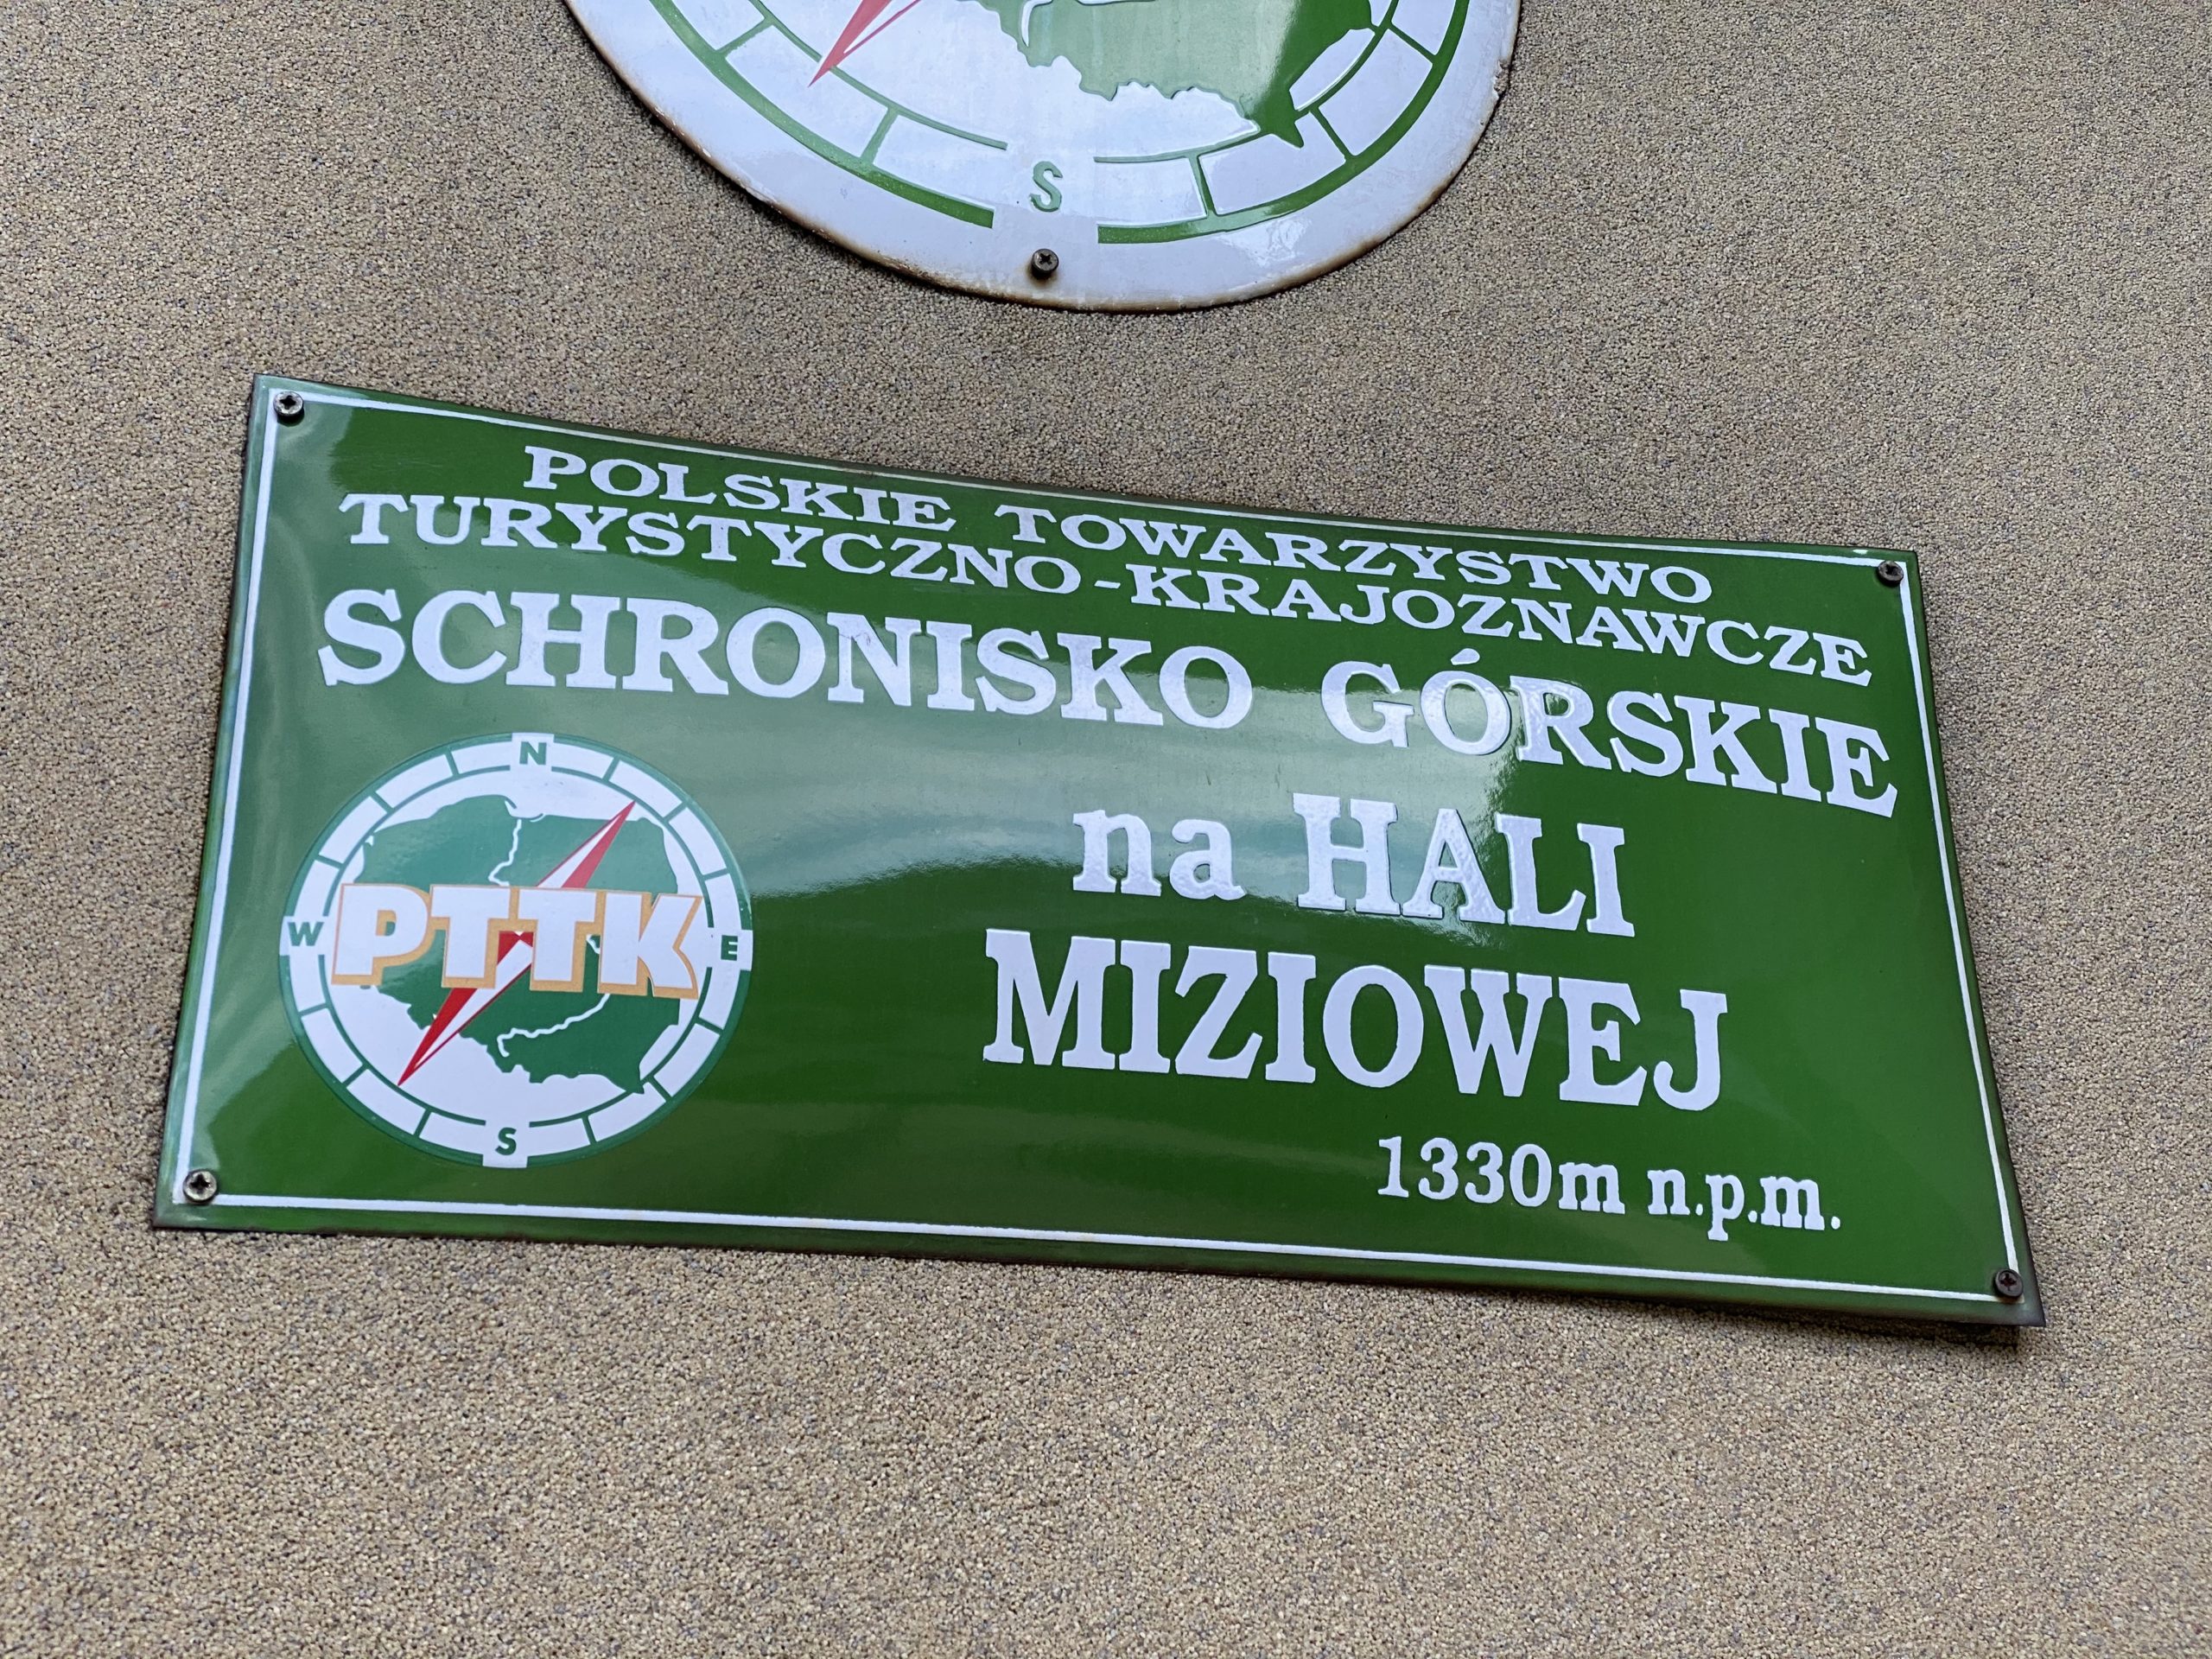 S
POLSKIE TOWARZYSTWO
TURYSTYCZNO-KRAJOZNAWCZE
SCHRONISKO GÓRSKIE
na HALI
MIZIOWEJ
1330m n.p.m.
N
W PTTK E
S